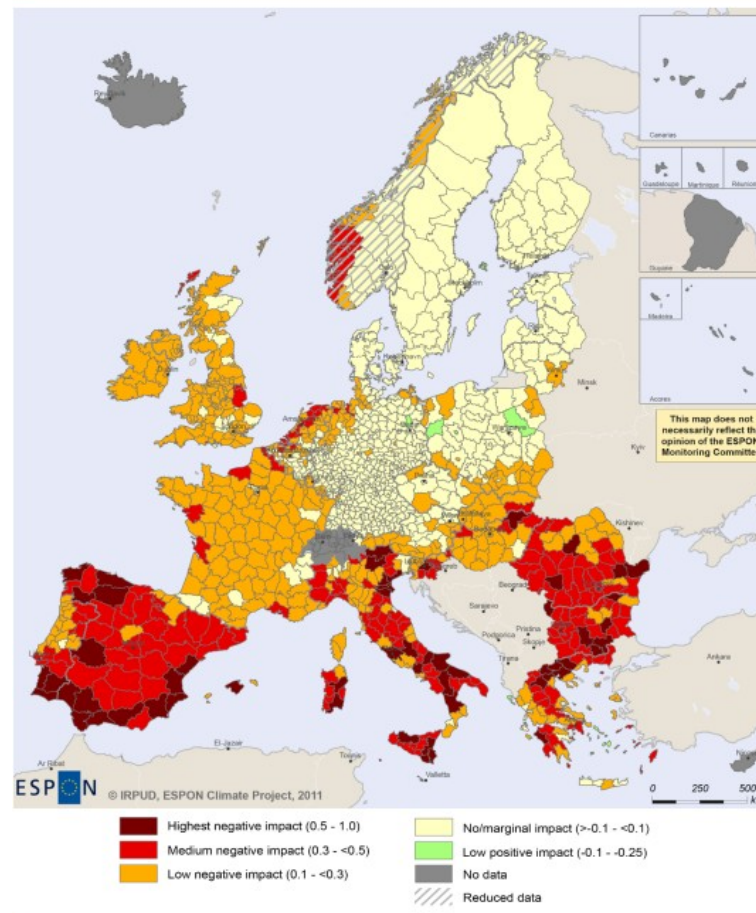 Reykjavik
Canarias
Guadeloupe
Martinique
Réunion
Guyane
Madeira
Acores
This map does not
necessarily reflect th
opinion of the ESPON
Monitoring Committe
Minsk
Kyiv
Kishinev
Beograd
Sarajevo
Podgorica
Pristina
Skopje
Tirana
Ankara
Ar Ribat
El-Jazair
Tunis
Valletta
ESPON
© IRPUD, ESPON Climate Project, 2011
0 250 500
k
Highest negative impact (0.5 - 1.0)
Medium negative impact (0.3 - <0.5)
Low negative impact (0.1 - <0.3)
No/marginal impact (>-0.1 - <0.1)
Low positive impact (-0.1 - -0.25)
No data
Reduced data